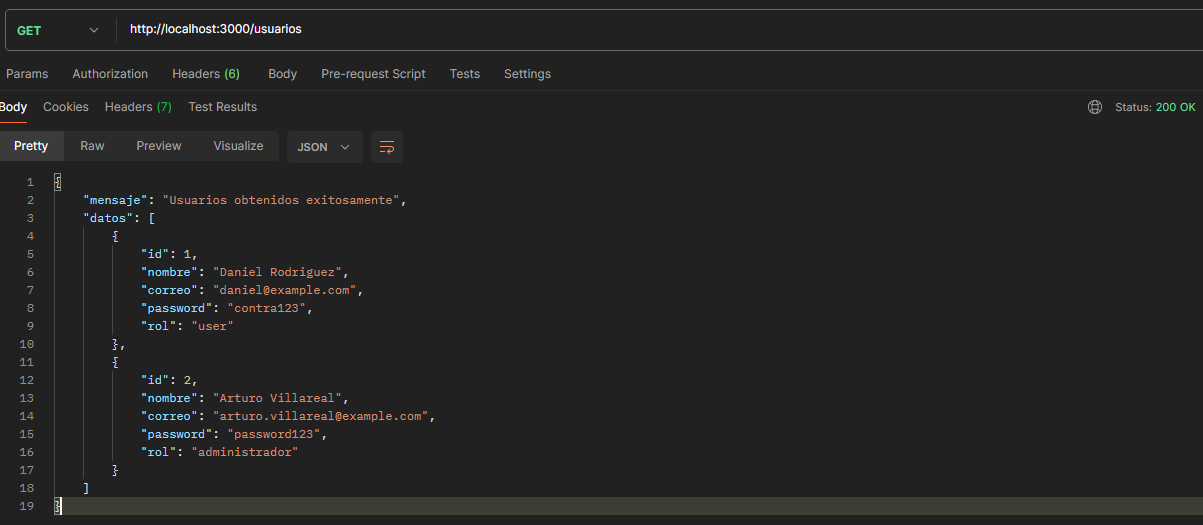 GET http://localhost:3000/usuarios
Params Authorization Headers (6) Body Pre-request Script Tests Settings
Body Cookies Headers (7) Test Results Status: 200 OK
Pretty Raw Preview Visualize JSON
1 {
2 "mensaje": "Usuarios obtenidos exitosamente",
3 "datos": [
4 {
5 "id": 1,
6 "nombre": "Daniel Rodriguez",
7 "correo": "daniel@example.com",
8 "password": "contra123",
9 "rol": "user"
10 },
11 {
12 "id": 2,
13 "nombre": "Arturo Villareal",
14 "correo": "arturo.villareal@example.com",
15 "password": "password123",
16 "rol": "administrador"
17 }
18 ]
19 }